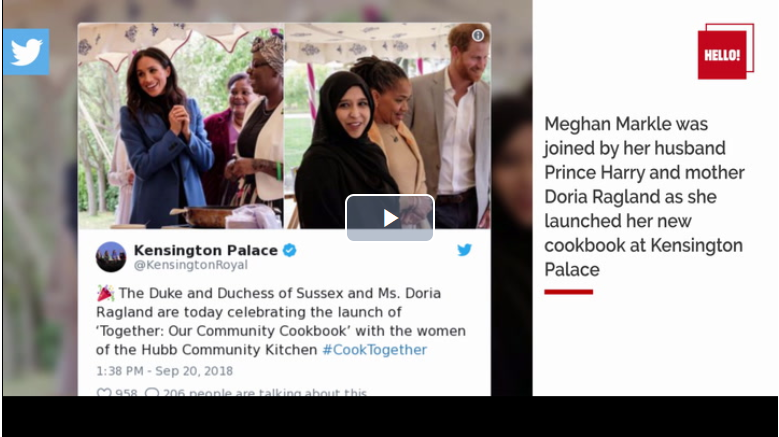 HELLO!
Meghan Markle was
joined by her husband
Prince Harry and mother
Doria Ragland as she
launched her new
cookbook at Kensington
Palace
Kensington Palace
@KensingtonRoyal
🎉 The Duke and Duchess of Sussex and Ms. Doria
Ragland are today celebrating the launch of
‘Together: Our Community Cookbook’ with the women
of the Hubb Community Kitchen #CookTogether
1:38 PM - Sep 20, 2018
958 206 people are talking about this